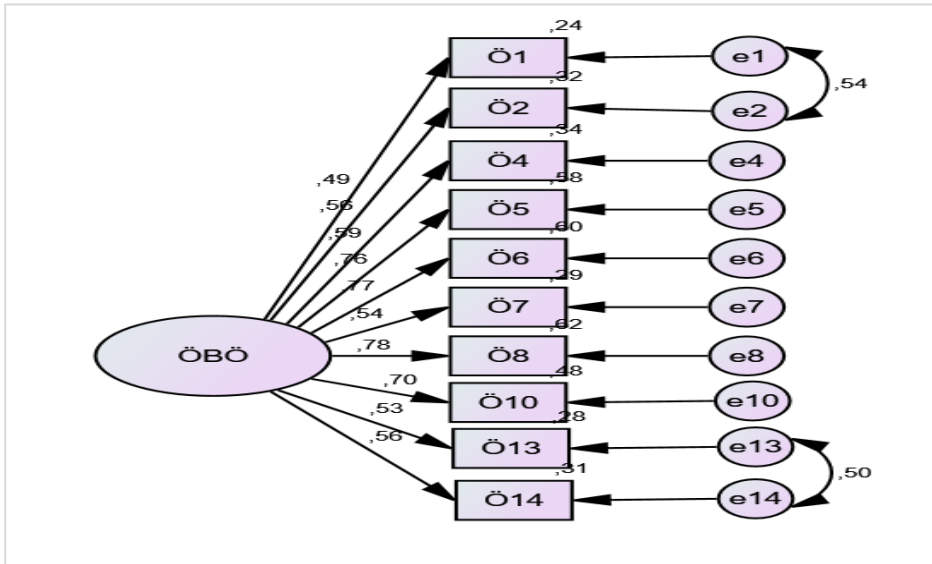 ,24
Ö1
e1
,32
,54
Ö2
e2
,34
Ö4
e4
,58
,49
Ö5
e5
,56
,60
,59
Ö6
e6
,76
,29
,77
Ö7
e7
,54
,62
ÖBÖ
,78
Ö8
e8
,48
,70
Ö10
e10
,53
,28
Ö13
e13
,56
,31
,50
Ö14
e14